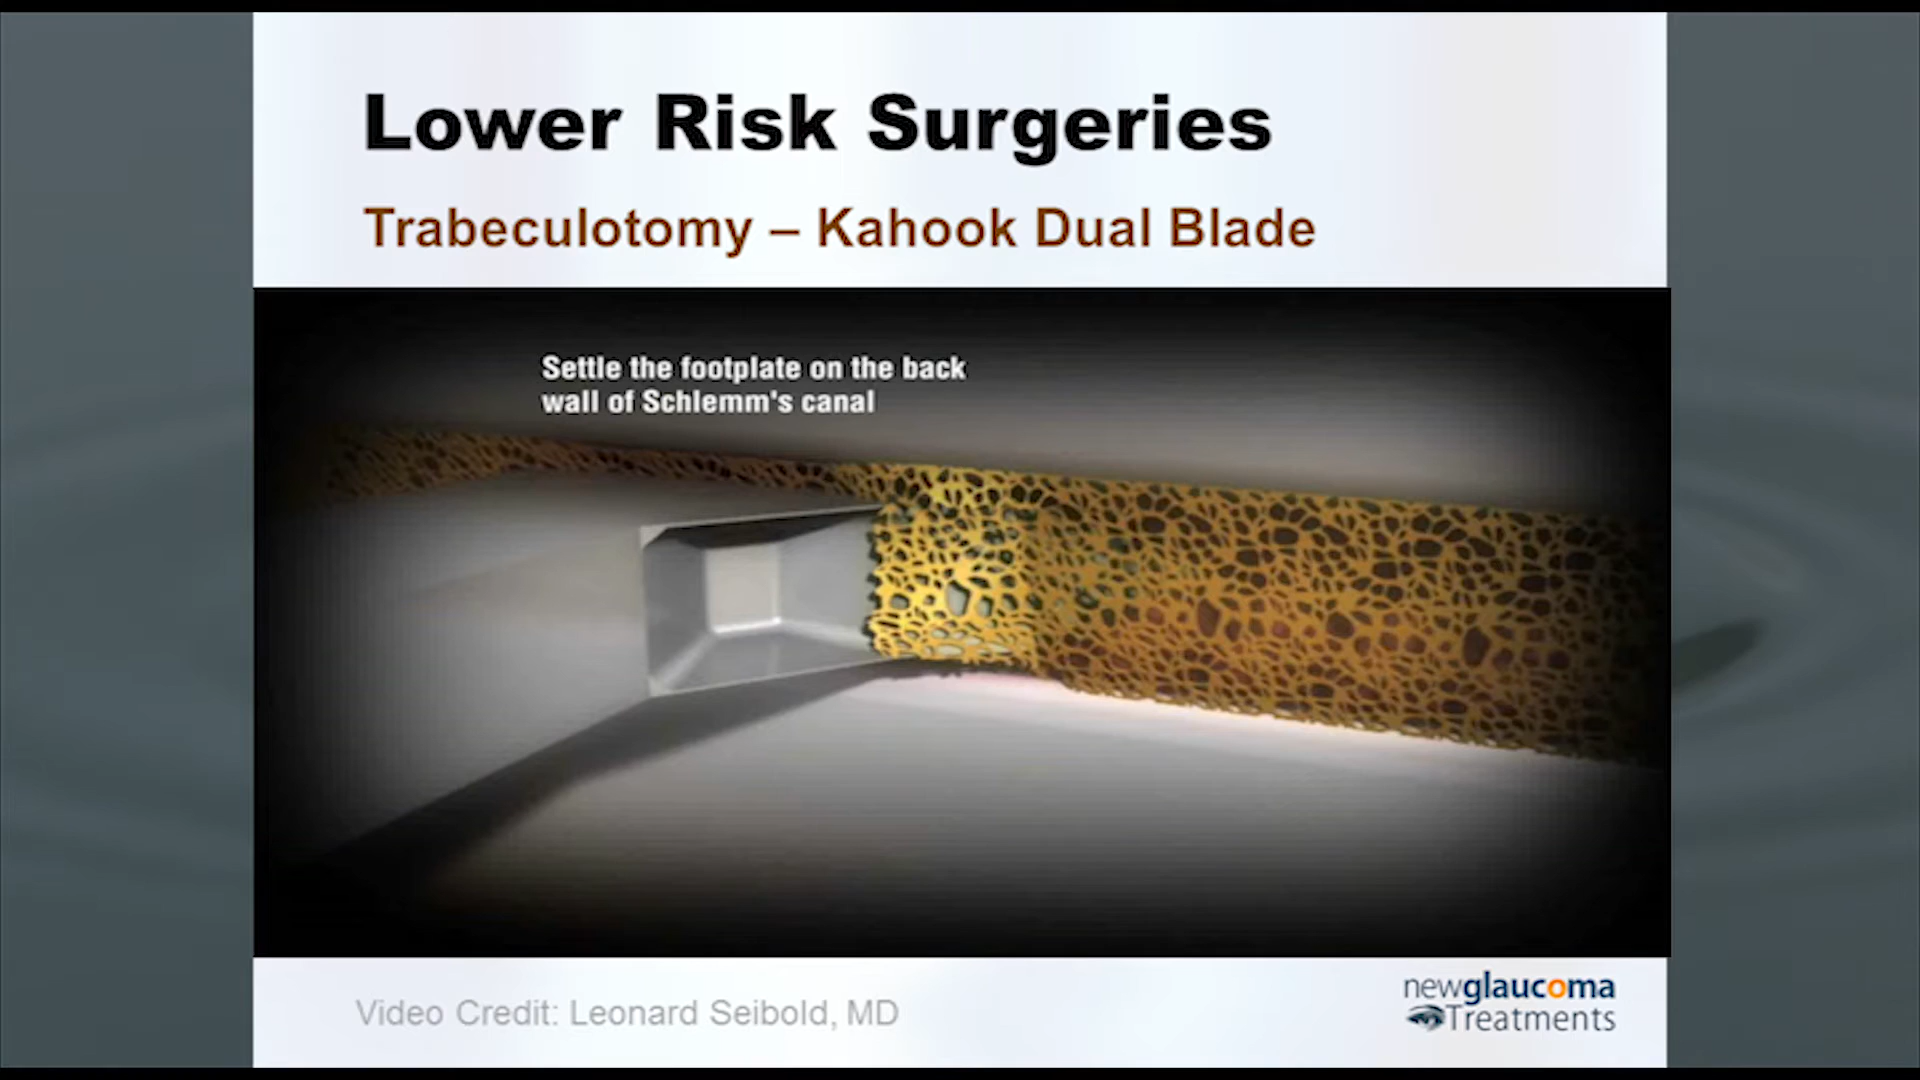 Lower Risk Surgeries
Trabeculotomy – Kahook Dual Blade
Settle the footplate on the back
wall of Schlemm's canal
Video Credit: Leonard Seibold, MD
newglaucoma
Treatments